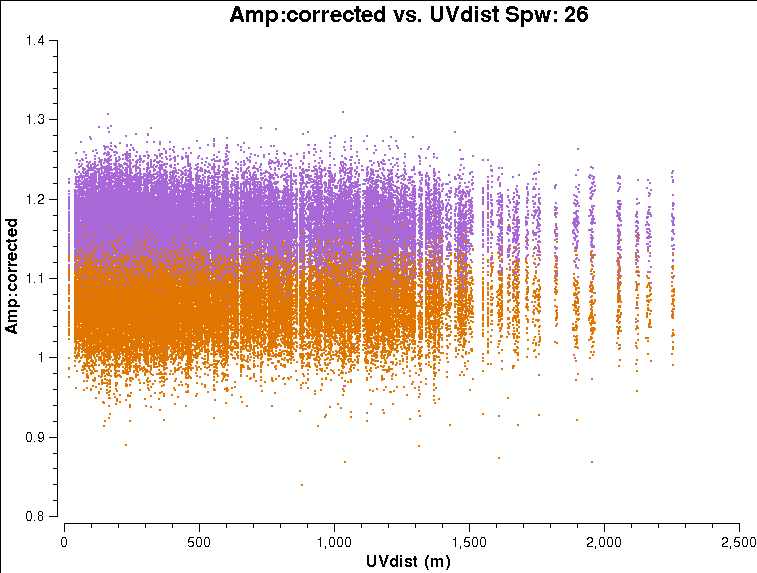 Amp:corrected vs. UVdist Spw: 26
1.4
1.3
1.2
1.1
1
0.9
0.8
Amp:corrected
0 500 1,000 1,500 2,000 2,500
UVdist (m)